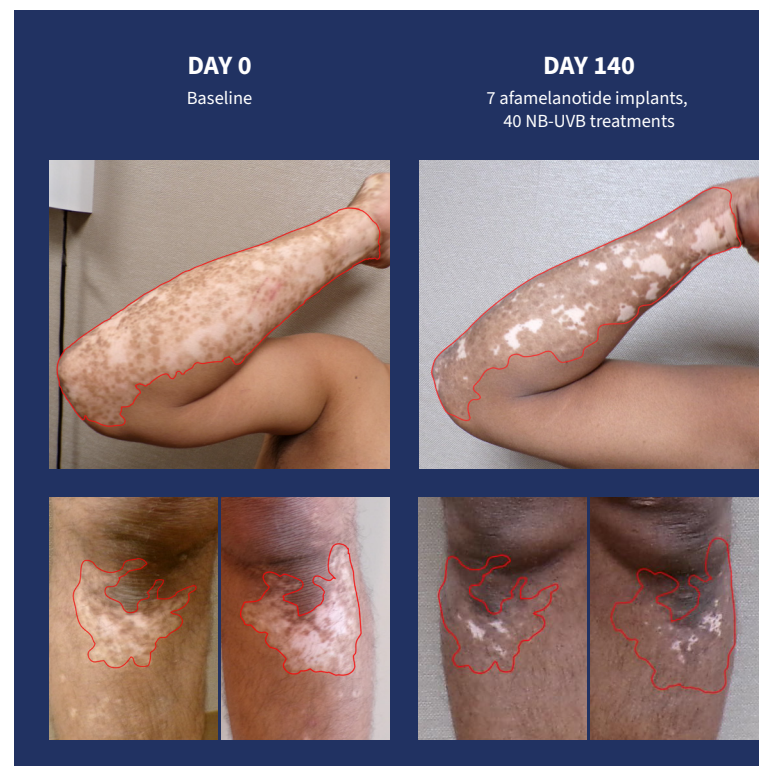 DAY 0
Baseline
DAY 140
7 afamelanotide implants,
40 NB-UVB treatments